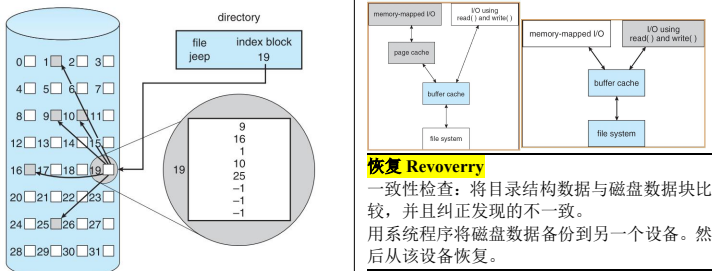 directory
file index block
jeep 19
0 1 2 3
4 5 6 7
8 9 10 11
12 13 14 15
16 17 18 19
20 21 22 23
24 25 26 27
28 29 30 31
19
9
16
1
10
25
–1
–1
–1
memory-mapped I/O
I/O using
read( ) and write( )
page cache
buffer cache
file system
memory-mapped I/O
I/O using
read( ) and write( )
buffer cache
file system
恢复 Revoverry
一致性检查：将目录结构数据与磁盘数据块比
较，并且纠正发现的不一致。
用系统程序将磁盘数据备份到另一个设备。然
后从该设备恢复。